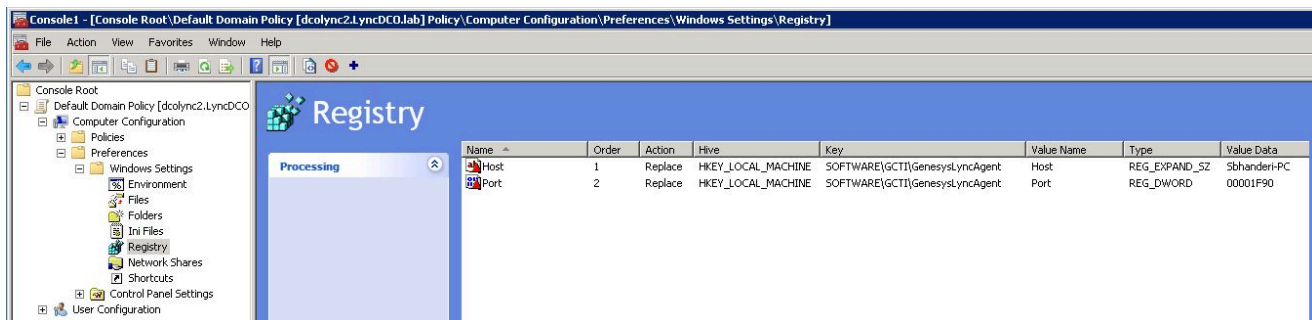 Console1 - [Console Root\Default Domain Policy [dcolync2.LyncDCO.lab] Policy\Computer Configuration\Preferences\Windows Settings\Registry]
File Action View Favorites Window Help
Console Root
Default Domain Policy [dcolync2.LyncDCO
Computer Configuration
Policies
Preferences
Windows Settings
Environment
Files
Folders
Ini Files
Registry
Network Shares
Shortcuts
Control Panel Settings
User Configuration
Registry
Processing
Name Order Action Hive Key Value Name Type Value Data
Host 1 Replace HKEY_LOCAL_MACHINE SOFTWARE\GCTI\GenesysLyncAgent Host REG_EXPAND_SZ Sbhanderi-PC
Port 2 Replace HKEY_LOCAL_MACHINE SOFTWARE\GCTI\GenesysLyncAgent Port REG_DWORD 00001F90